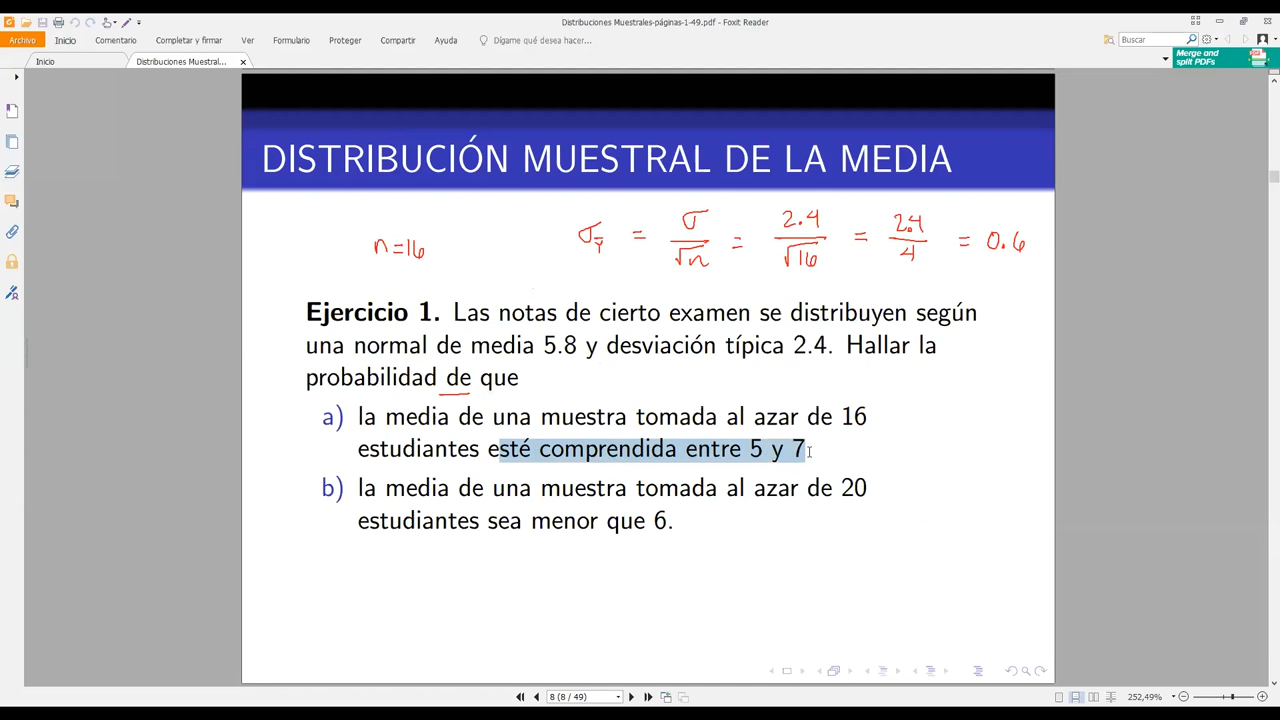 Distribuciones Muestrales-páginas-1-49.pdf - Foxit Reader
Archivo Inicio Comentario Completar y firmar Ver Formulario Proteger Compartir Ayuda Dígame qué desea hacer... Buscar
Inicio Distribuciones Muestral... Merge and split PDFs
DISTRIBUCIÓN MUESTRAL DE LA MEDIA
n=16 σȲ = σ/√n = 2.4/√16 = 2.4/4 = 0.6
Ejercicio 1. Las notas de cierto examen se distribuyen según
una normal de media 5.8 y desviación típica 2.4. Hallar la
probabilidad de que
a) la media de una muestra tomada al azar de 16
estudiantes esté comprendida entre 5 y 7
b) la media de una muestra tomada al azar de 20
estudiantes sea menor que 6.
8 (8 / 49) 252,49%